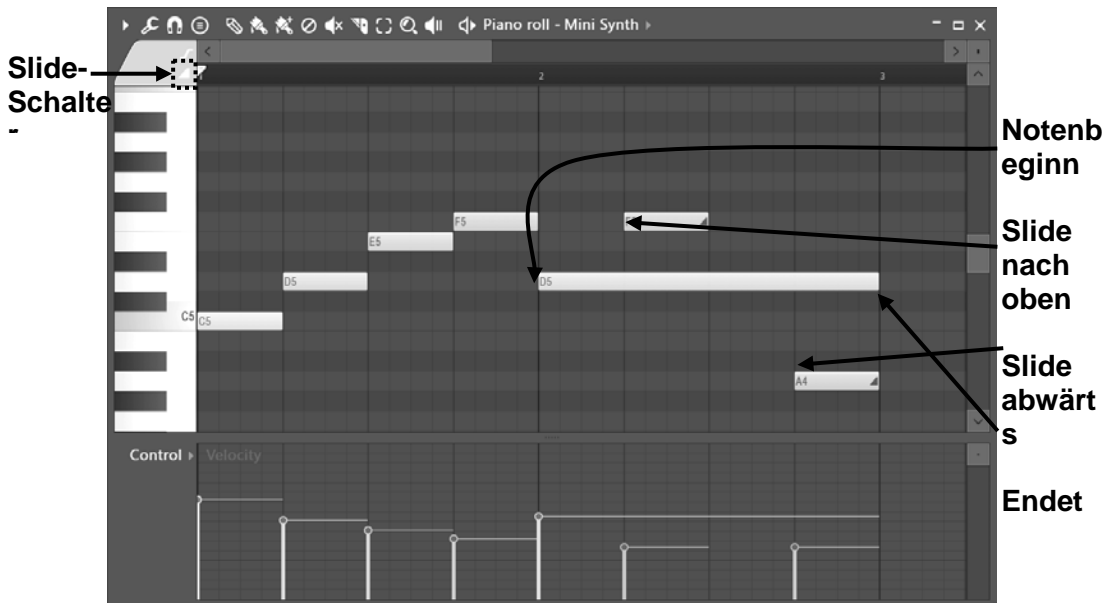 Piano roll - Mini Synth
Slide-
Schalte
r
1 2 3
Notenb
eginn
F5
E5
D5
D5
Slide
nach
oben
C5
C5
Slide
abwärt
s
A4
Control
Velocity
Endet